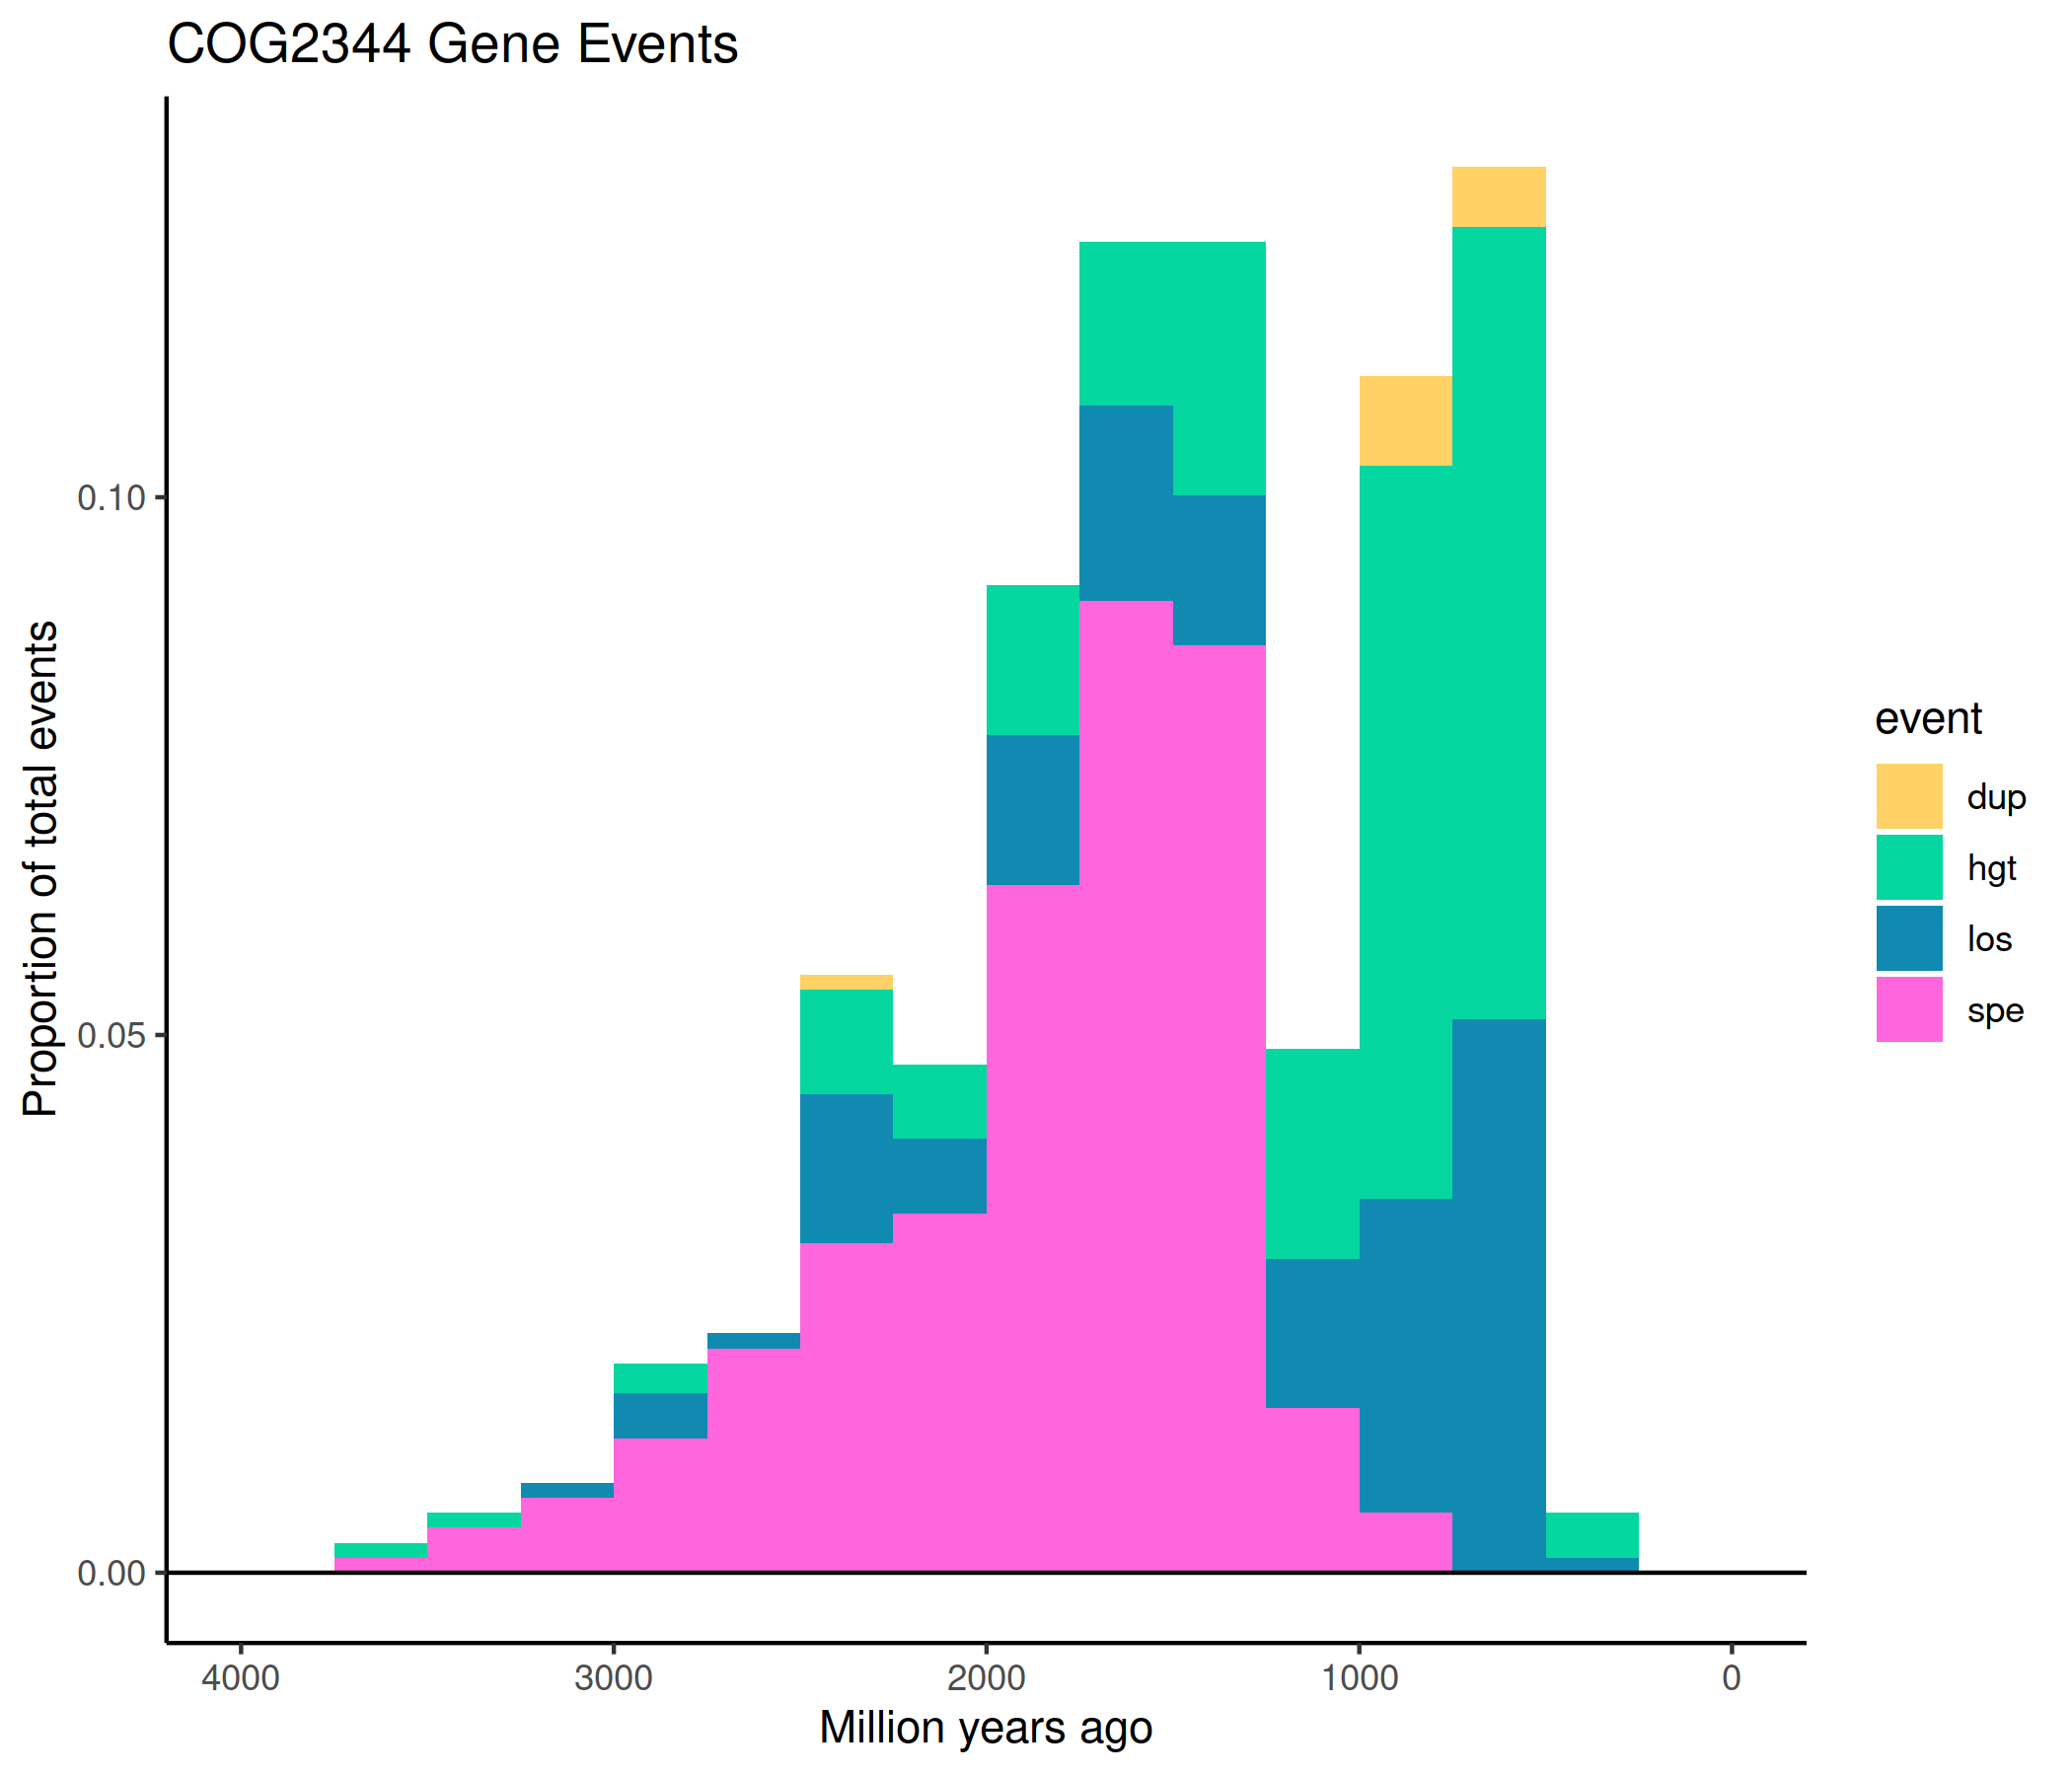 COG2344 Gene Events
Proportion of total events
0.10
0.05
0.00
4000 3000 2000 1000 0
Million years ago
event
dup
hgt
los
spe